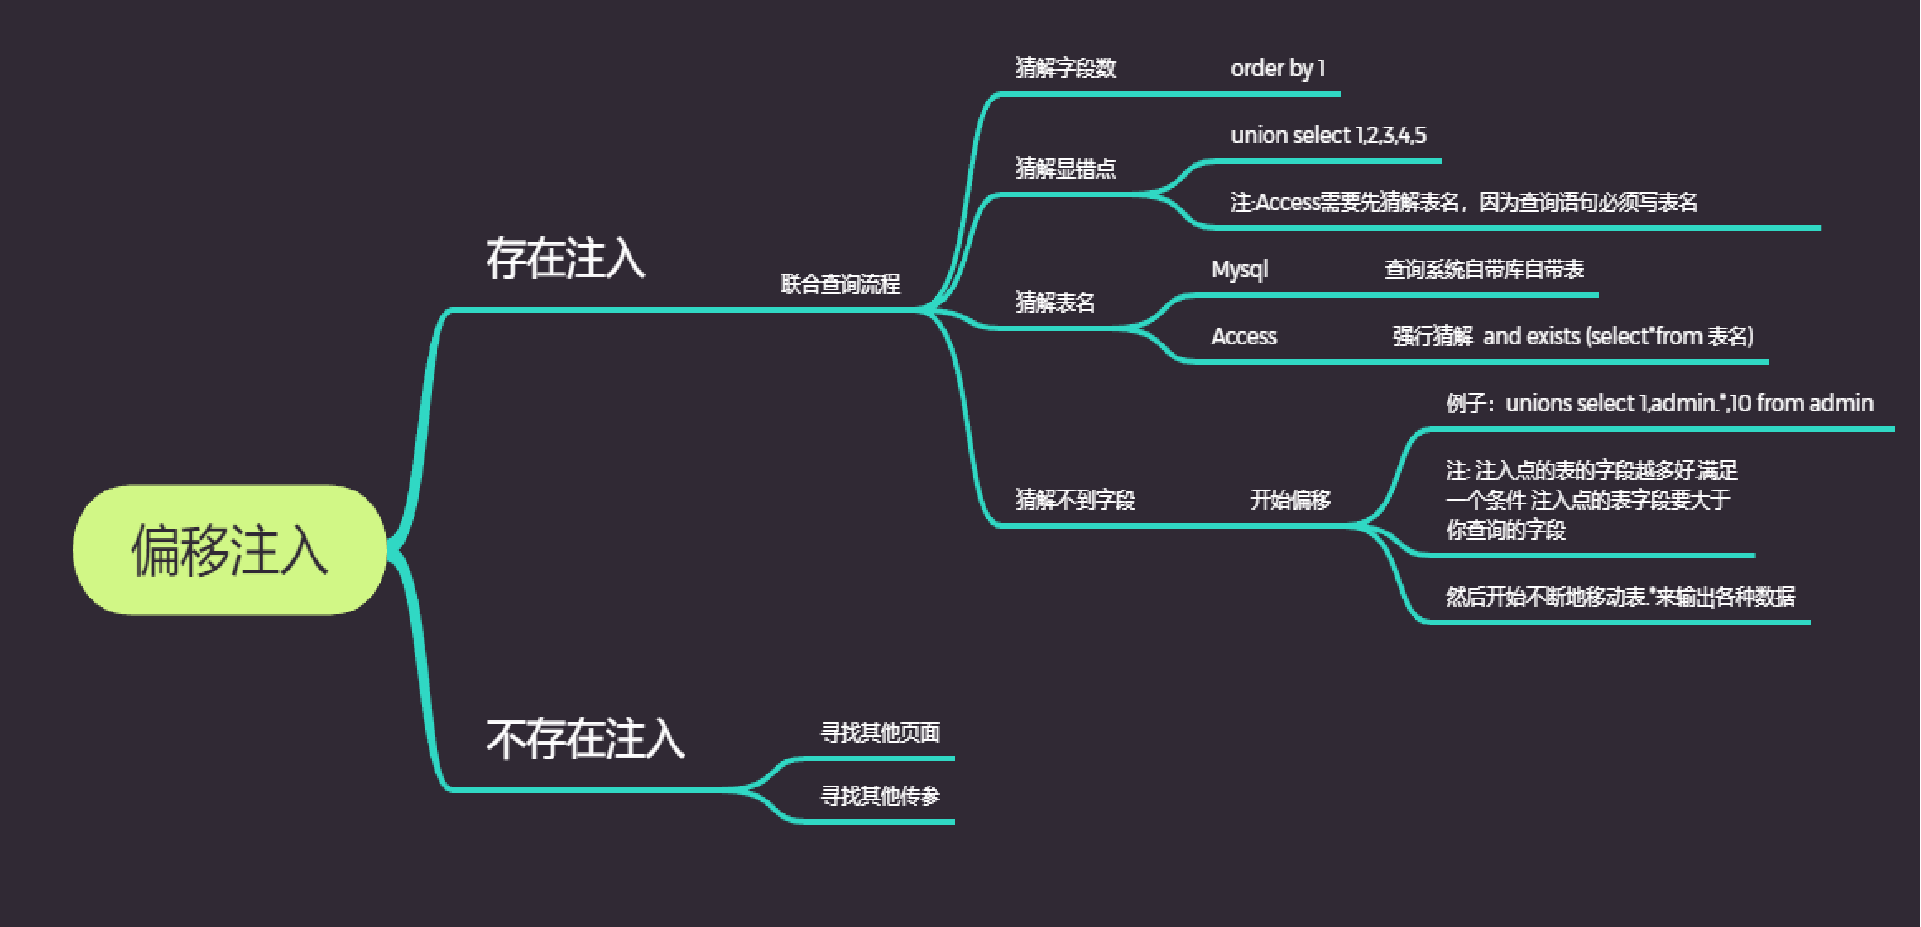 偏移注入
存在注入
联合查询流程
猜解字段数
order by 1
猜解显错点
union select 1,2,3,4,5
注:Access需要先猜解表名，因为查询语句必须写表名
猜解表名
Mysql
查询系统自带库自带表
Access
强行猜解 and exists (select*from 表名)
猜解不到字段
开始偏移
例子：unions select 1,admin.*,10 from admin
注: 注入点的表的字段越多好.满足
一个条件 注入点的表字段要大于
你查询的字段
然后开始不断地移动表.*来输出各种数据
不存在注入
寻找其他页面
寻找其他传参